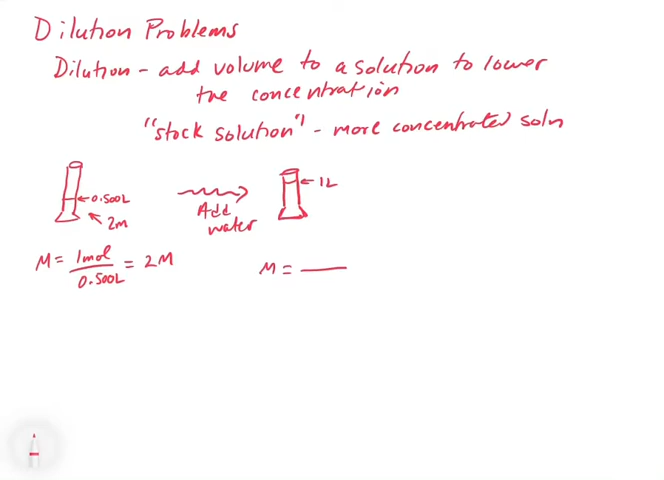 Dilution Problems
Dilution - add volume to a solution to lower
the concentration
"stock solution" - more concentrated soln
0.500L
2M
Add
water
1L
M = 1mol / 0.500L = 2M
M = ____